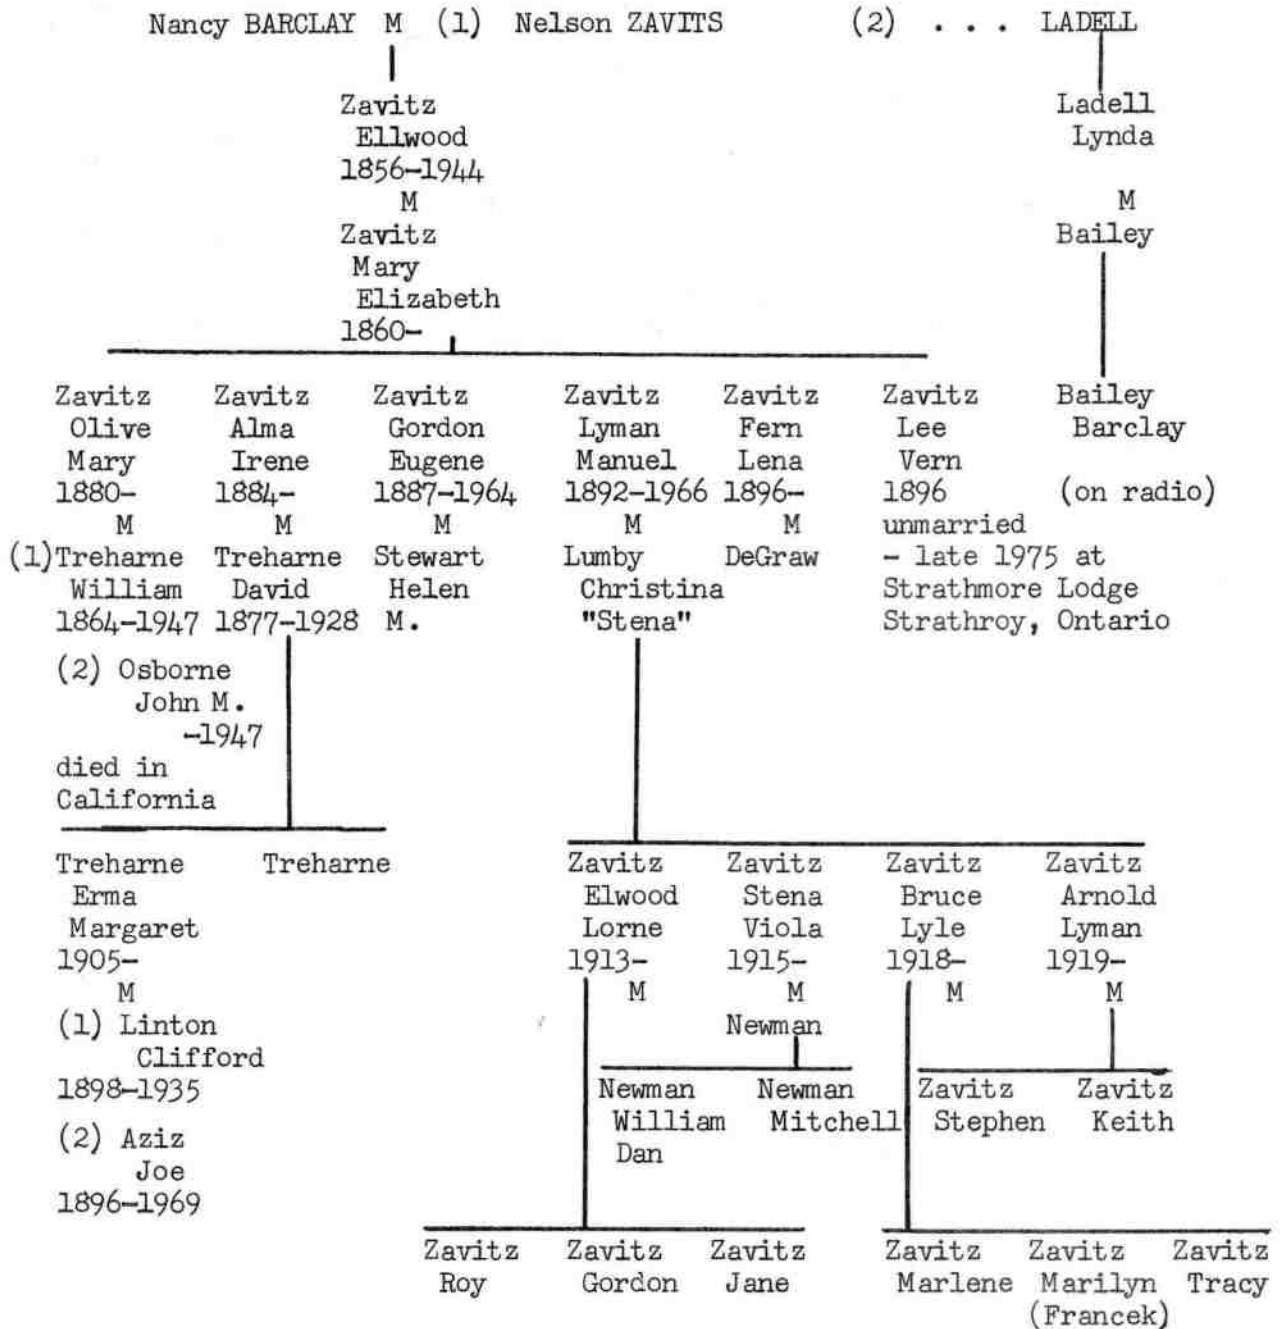 Nancy BARCLAY M (1) Nelson ZAVITS (2) . . . LADELL
Zavitz
Ellwood
1856-1944
M
Zavitz
Mary
Elizabeth
1860-
Ladell
Lynda
M
Bailey
Zavitz
Olive
Mary
1880-
M
(1)Treharne
William
1864-1947
(2) Osborne
John M.
-1947
died in
California
Zavitz
Alma
Irene
1884-
M
Treharne
David
1877-1928
Zavitz
Gordon
Eugene
1887-1964
M
Stewart
Helen
M.
Zavitz
Lyman
Manuel
1892-1966
M
Lumby
Christina
"Stena"
Zavitz
Fern
Lena
1896-
M
DeGraw
Zavitz
Lee
Vern
1896
unmarried
- late 1975 at
Strathmore Lodge
Strathroy, Ontario
Bailey
Barclay
(on radio)
Treharne
Erma
Margaret
1905-
M
(1) Linton
Clifford
1898-1935
(2) Aziz
Joe
1896-1969
Treharne
Zavitz
Elwood
Lorne
1913-
M
Zavitz
Stena
Viola
1915-
M
Newman
Zavitz
Bruce
Lyle
1918-
M
Zavitz
Arnold
Lyman
1919-
M
Newman
William
Dan
Newman
Mitchell
Zavitz
Stephen
Zavitz
Keith
Zavitz
Roy
Zavitz
Gordon
Zavitz
Jane
Zavitz
Marlene
Zavitz
Marilyn
(Francek)
Zavitz
Tracy